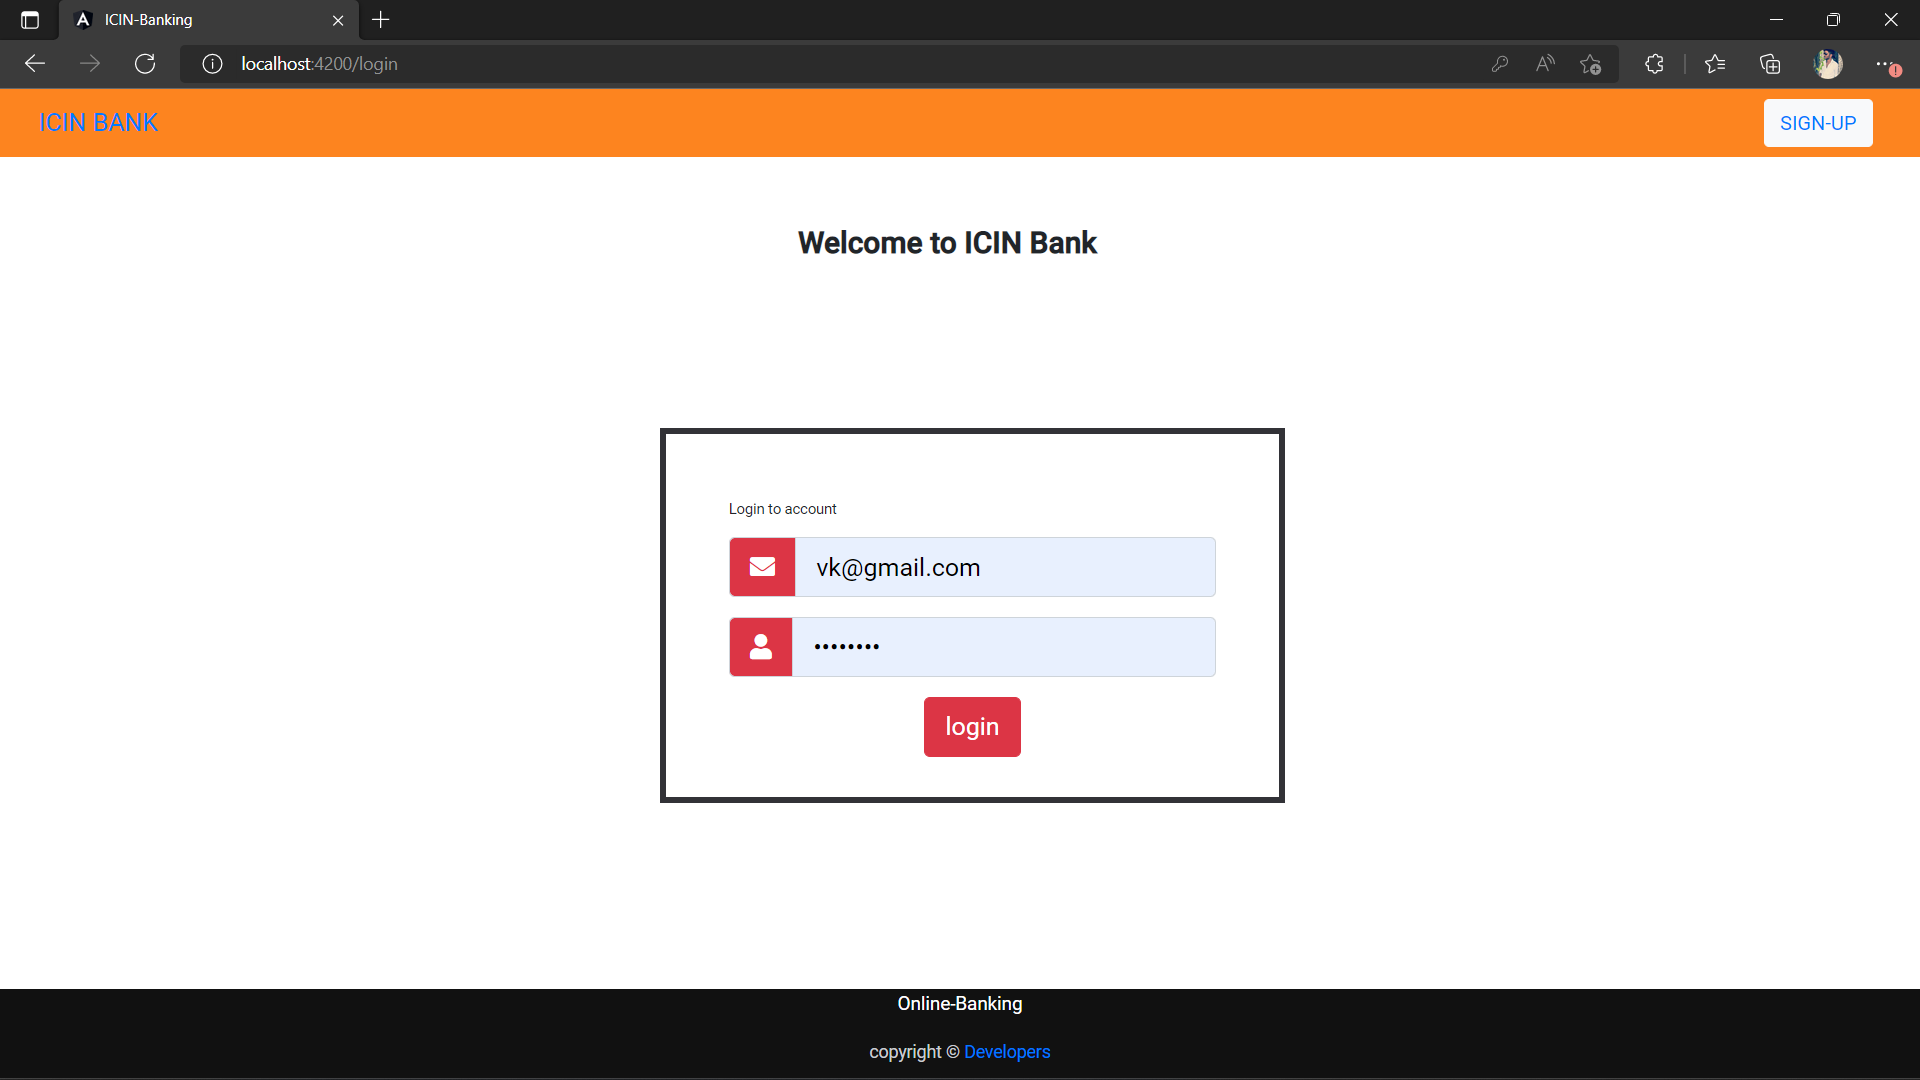 ICIN-Banking
localhost:4200/login
ICIN BANK
SIGN-UP
Welcome to ICIN Bank
Login to account
vk@gmail.com
••••••••
login
Online-Banking
copyright © Developers